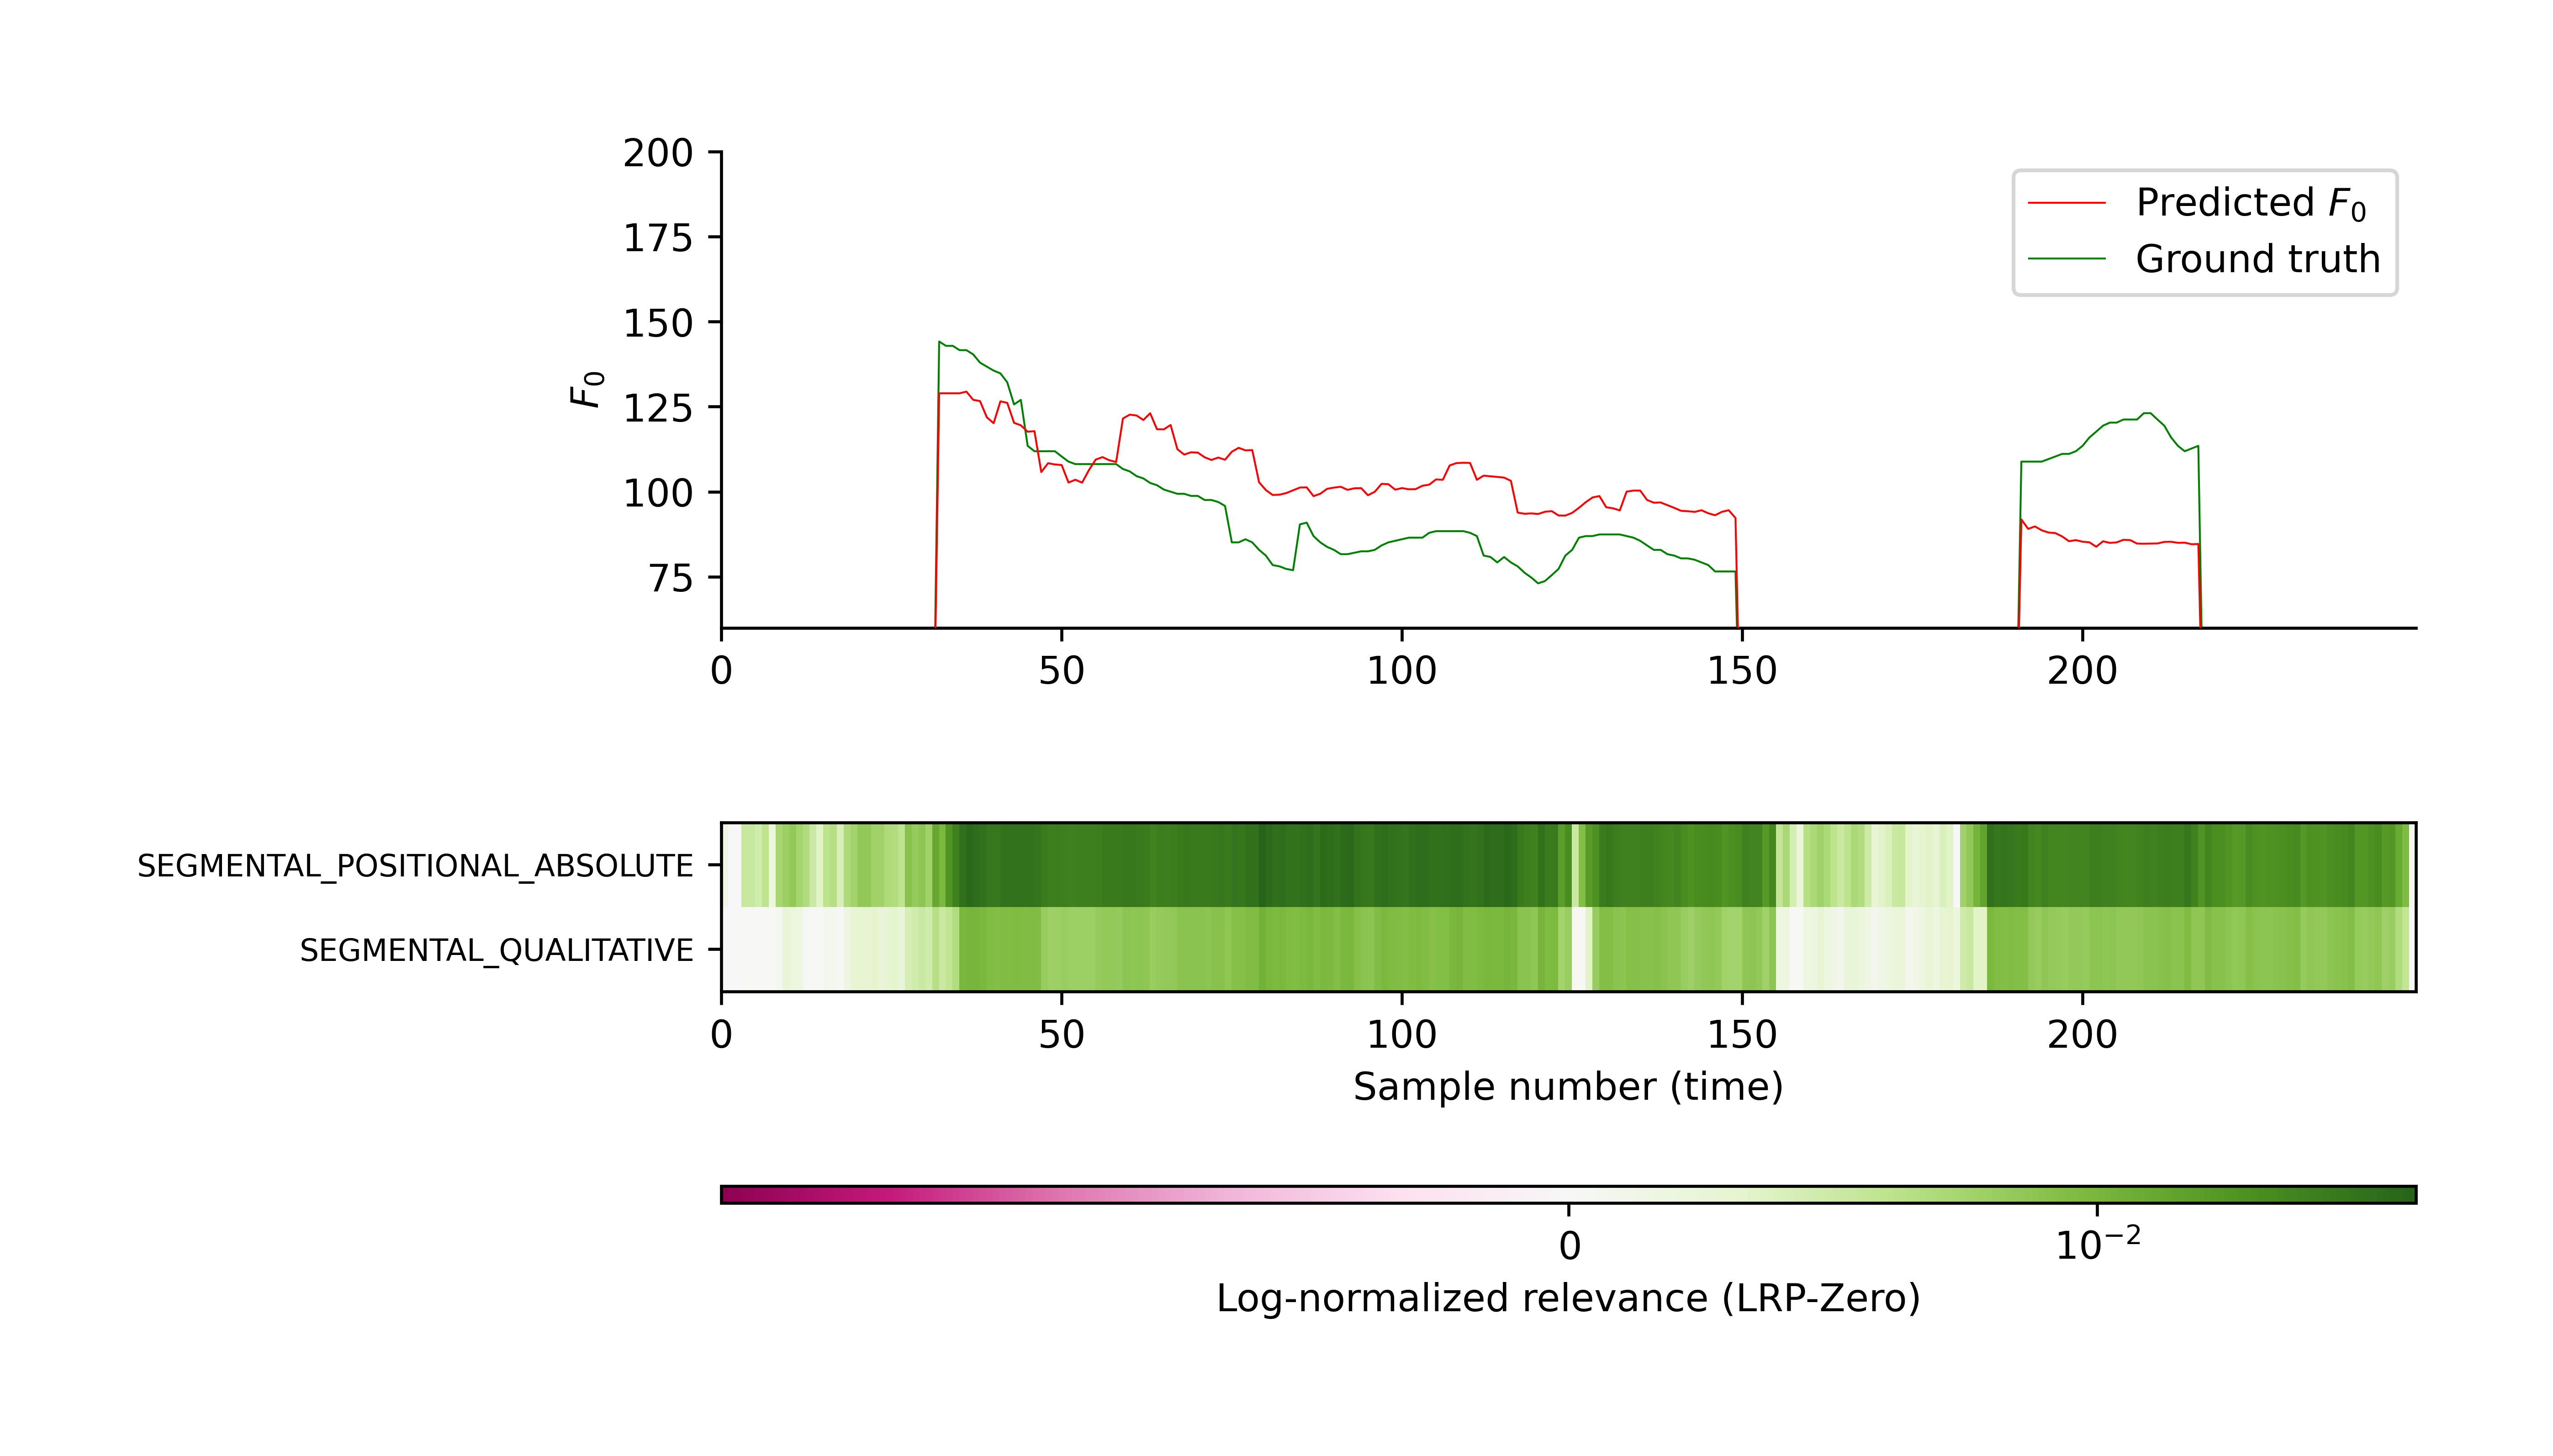 200
175
150
125
100
75
F₀
Predicted F₀
Ground truth
0 50 100 150 200
SEGMENTAL_POSITIONAL_ABSOLUTE
SEGMENTAL_QUALITATIVE
0 50 100 150 200
Sample number (time)
0 10⁻²
Log-normalized relevance (LRP-Zero)